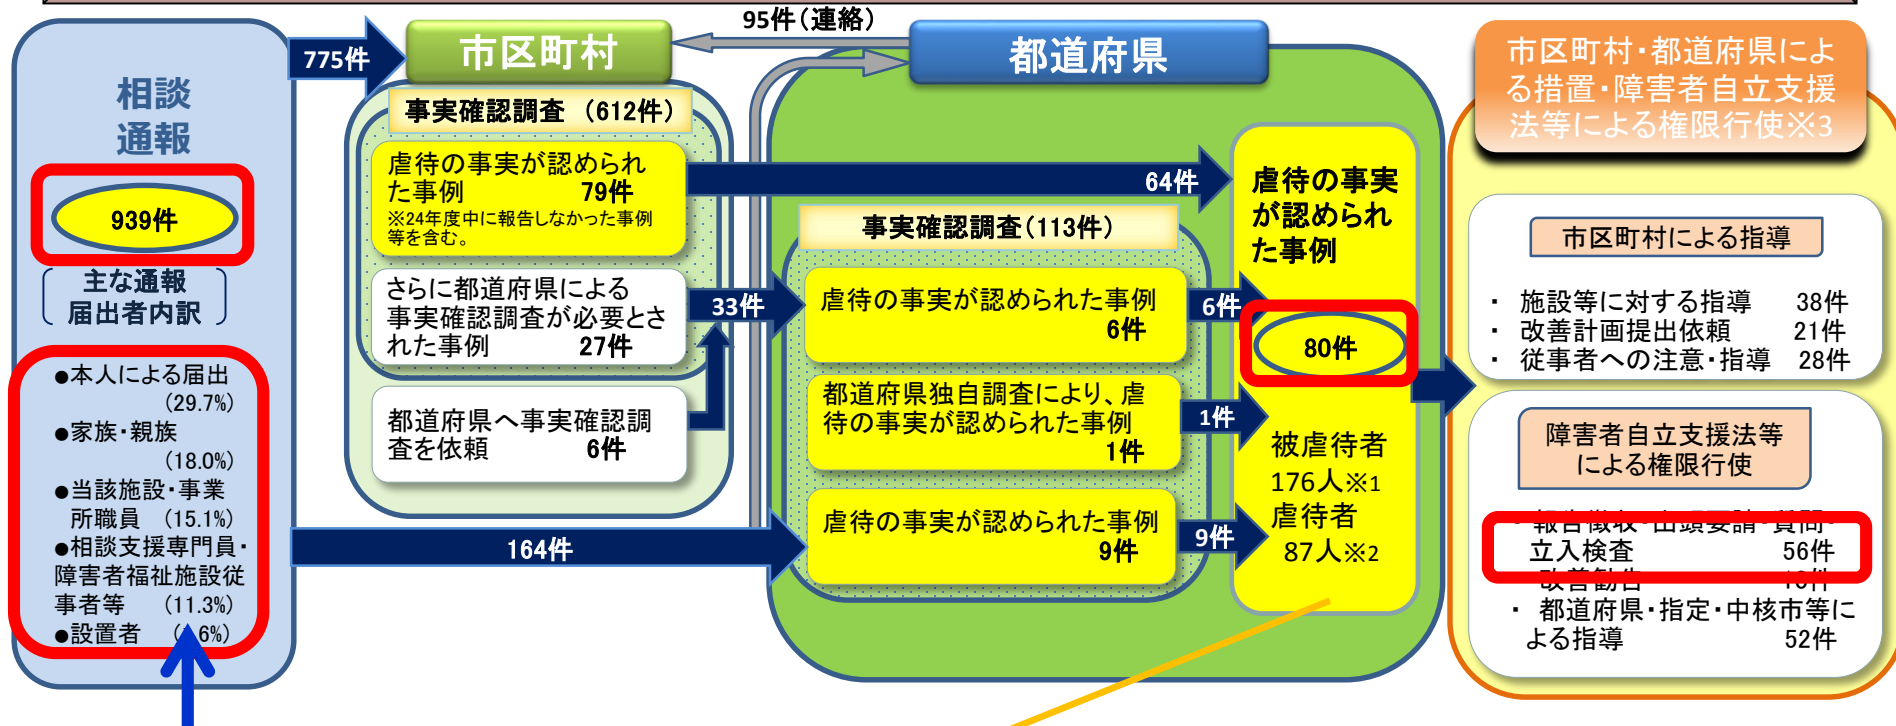 95件（連絡）
775件
市区町村
都道府県
相談
通報
939件
主な通報
届出者内訳
●本人による届出
(29.7%)
●家族・親族
(18.0%)
●当該施設・事業
所職員 (15.1%)
●相談支援専門員・
障害者福祉施設従
事者等 (11.3%)
●設置者 6%)
事実確認調査 （612件）
虐待の事実が認められ
た事例 79件
※24年度中に報告しなかった事例
等を含む。
さらに都道府県による
事実確認調査が必要とさ
れた事例 27件
都道府県へ事実確認調
査を依頼 6件
64件
33件
164件
事実確認調査（113件）
虐待の事実が認められた事例
6件
都道府県独自調査により、虐
待の事実が認められた事例
1件
虐待の事実が認められた事例
9件
6件
1件
9件
虐待の事実
が認められ
た事例
80件
被虐待者
176人※1
虐待者
87人※2
市区町村・都道府県によ
る措置・障害者自立支援
法等による権限行使※3
市区町村による指導
・ 施設等に対する指導 38件
・ 改善計画提出依頼 21件
・ 従事者への注意・指導 28件
障害者自立支援法等
による権限行使
・ 報告徴収・出頭要請・質問・
立入検査 56件
改善勧告
・ 都道府県・指定・中核市等に
よる指導 52件